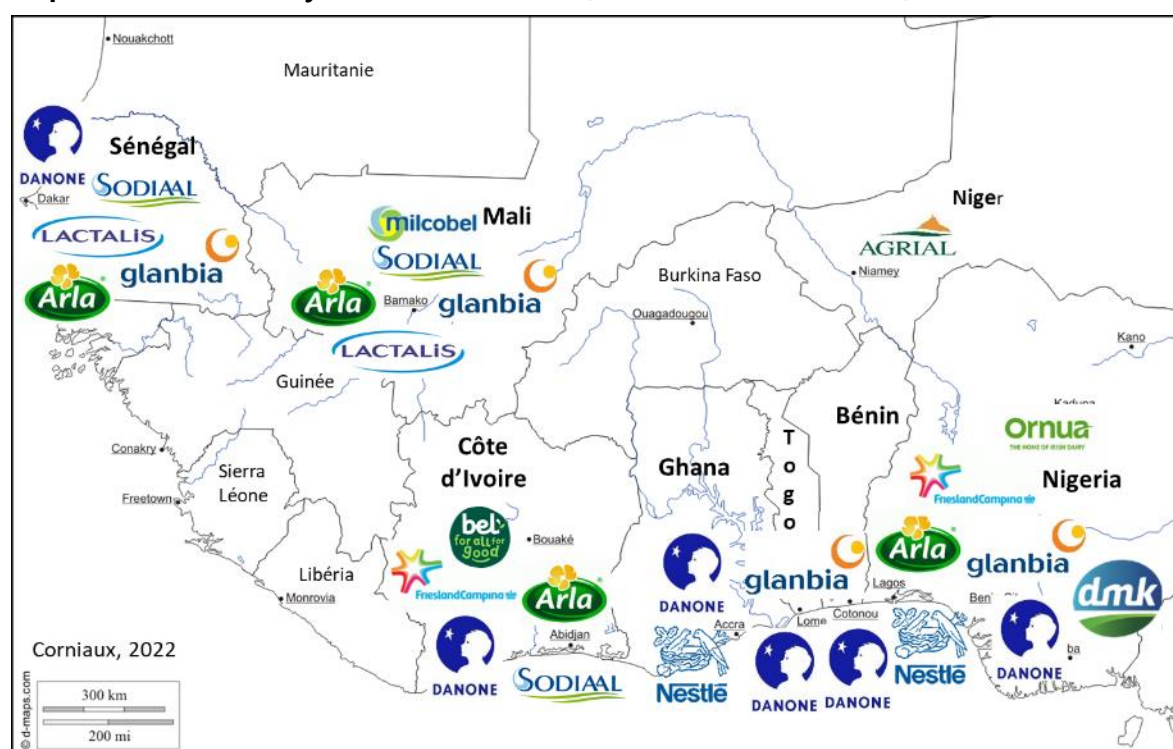 Nouakchott
Mauritanie
Sénégal
DANONE
SODIAAL
Dakar
LACTALIS
glanbia
Arla
milcobel
Mali
SODIAAL
Arla
Bamako
glanbia
LACTALIS
Niger
AGRIAL
Niamey
Burkina Faso
Ouagadougou
Kano
Guinée
Conakry
Sierra
Léone
Freetown
Libéria
Monrovia
Côte
d'Ivoire
bel
for all for
good
Bouaké
FrieslandCampina
Arla
Abidjan
DANONE
SODIAAL
Ghana
DANONE
Accra
Nestlé
Togo
Bénin
glanbia
Lome
Cotonou
DANONE
DANONE
Ornua
THE HOME OF IRISH DAIRY
Nigeria
FrieslandCampina
Arla
Lagos
glanbia
Nestlé
dmk
DANONE
ba
Corniaux, 2022
300 km
200 mi
© d-maps.com